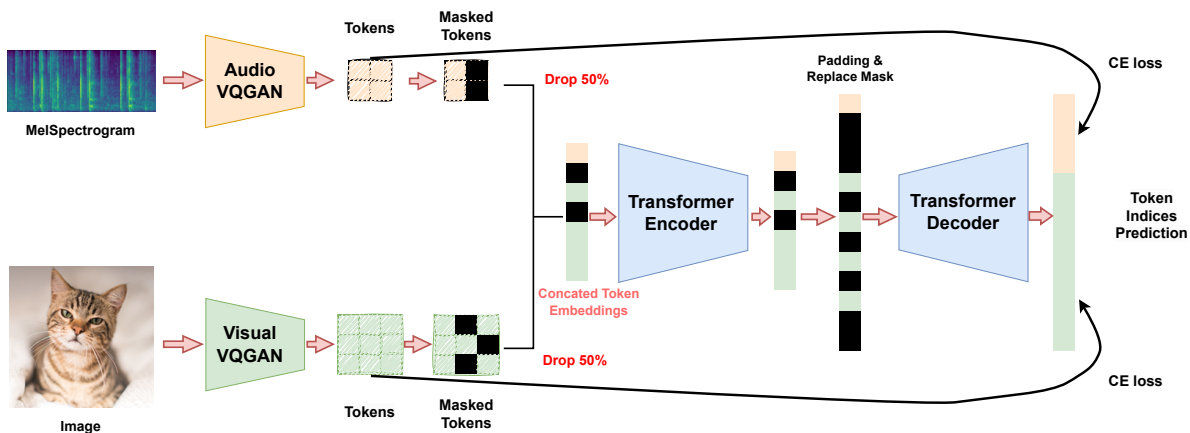 Tokens
Masked
Tokens
Audio
VQGAN
MelSpectrogram
Drop 50%
Padding &
Replace Mask
CE loss
Transformer
Encoder
Transformer
Decoder
Token
Indices
Prediction
Concated Token
Embeddings
Visual
VQGAN
Drop 50%
CE loss
Tokens
Masked
Tokens
Image